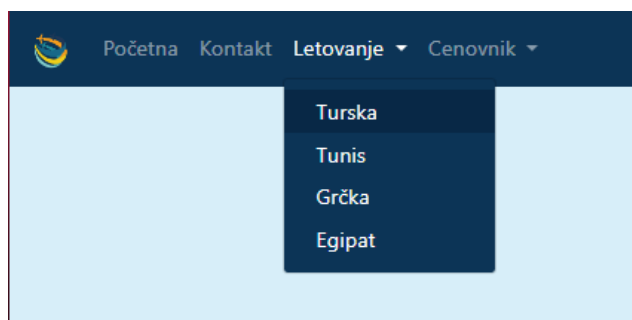 Početna Kontakt Letovanje Cenovnik
Turska
Tunis
Grčka
Egipat